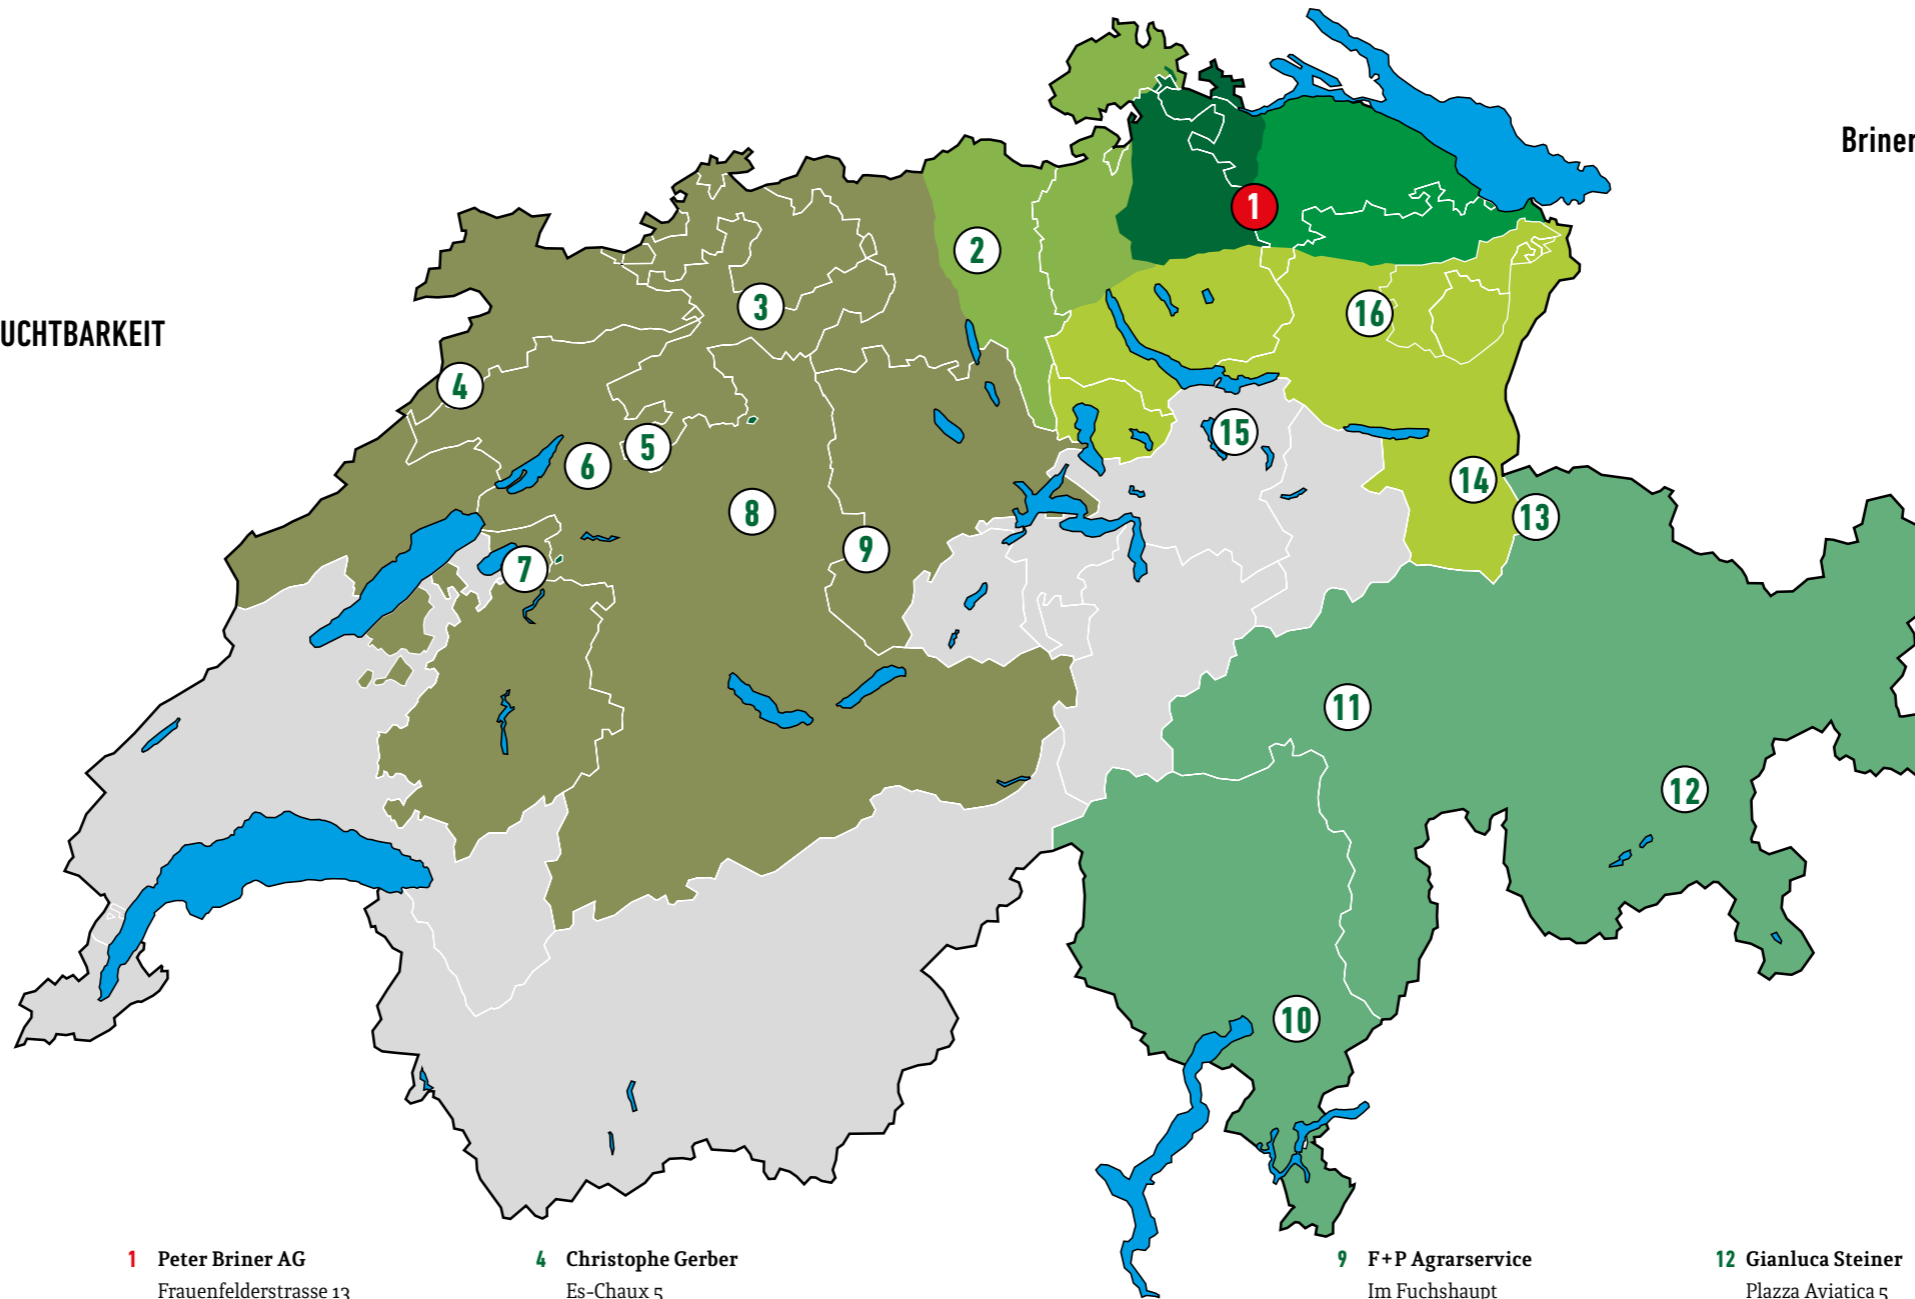 Briner
UCHTBARKEIT
1
2
3
16
4
5
15
6
14
8
13
9
7
11
12
10
1 Peter Briner AG
Frauenfelderstrasse 13
4 Christophe Gerber
Es-Chaux 5
9 F+P Agrarservice
Im Fuchshaupt
12 Gianluca Steiner
Plazza Aviatica 5